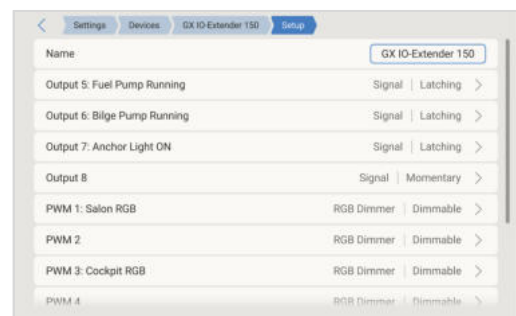 Settings Devices GX IO-Extender 150 Setup
Name GX IO-Extender 150
Output 5: Fuel Pump Running Signal | Latching
Output 6: Bilge Pump Running Signal | Latching
Output 7: Anchor Light ON Signal | Latching
Output 8 Signal | Momentary
PWM 1: Salon RGB RGB Dimmer | Dimmable
PWM 2 RGB Dimmer | Dimmable
PWM 3: Cockpit RGB RGB Dimmer | Dimmable
PWM 4 RGB Dimmer | Dimmable